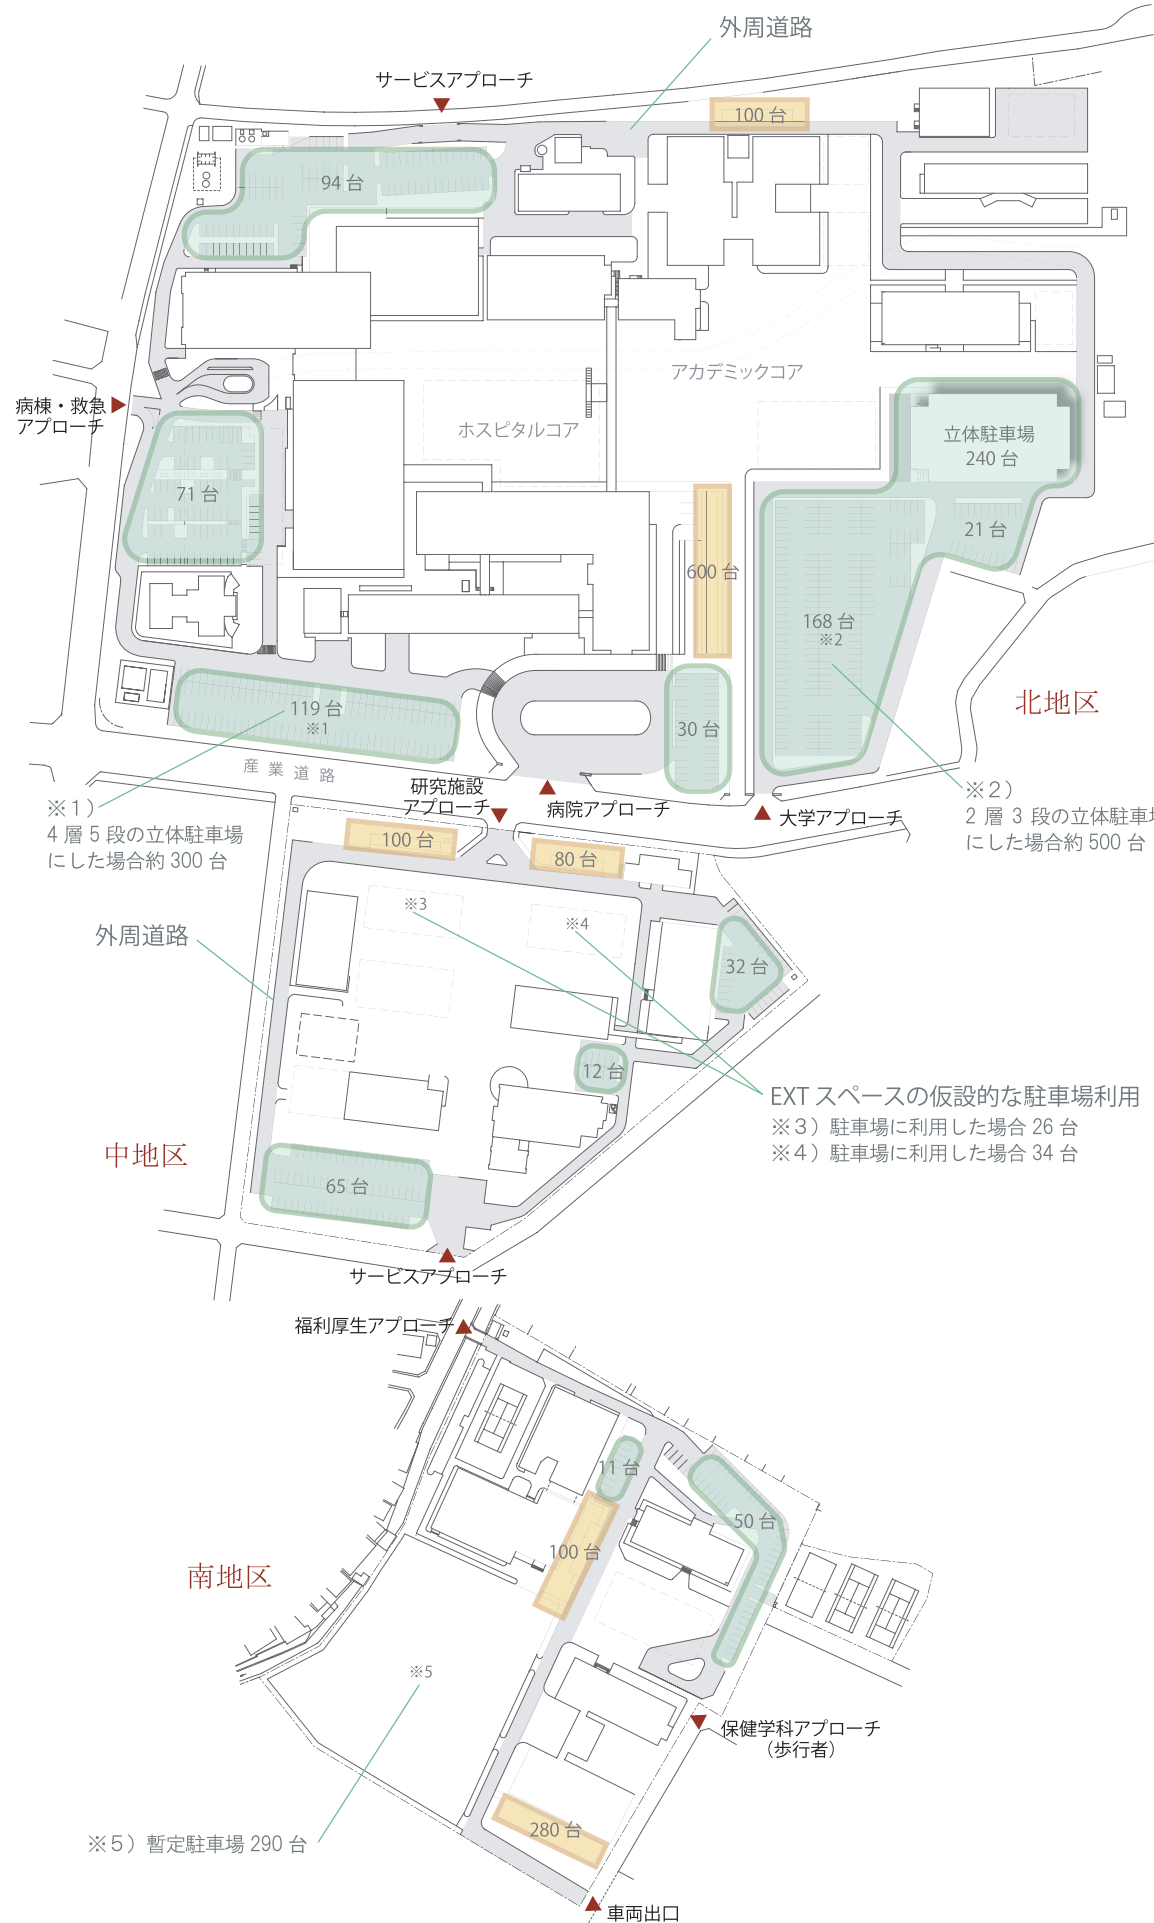 外周道路
サービスアプローチ
100 台
94 台
アカデミックコア
病棟・救急
アプローチ
ホスピタルコア
立体駐車場
240 台
71 台
21 台
600 台
168 台
※2
北地区
119 台
※1
30 台
産業道路
研究施設
アプローチ
病院アプローチ
大学アプローチ
※1）
4 層 5 段の立体駐車場
にした場合約 300 台
※2）
2 層 3 段の立体駐車場
にした場合約 500 台
100 台
80 台
※3
※4
外周道路
32 台
12 台
EXT スペースの仮設的な駐車場利用
※3）駐車場に利用した場合 26 台
※4）駐車場に利用した場合 34 台
中地区
65 台
サービスアプローチ
福利厚生アプローチ
11 台
50 台
100 台
南地区
※5
保健学科アプローチ
（歩行者）
280 台
※5）暫定駐車場 290 台
車両出口